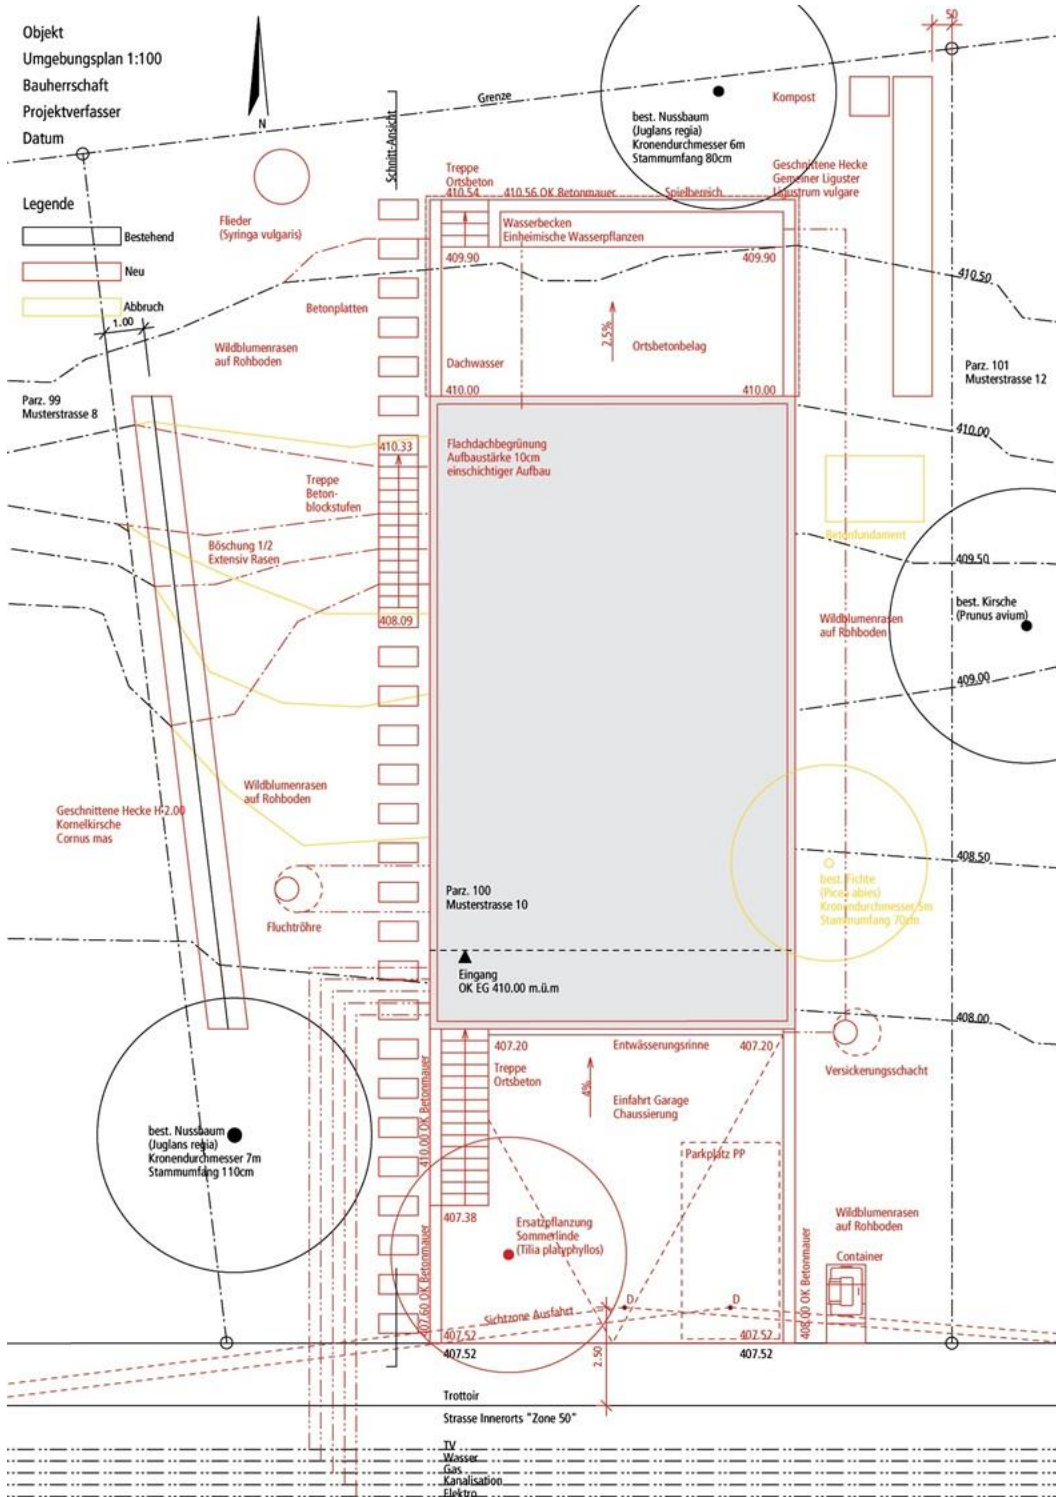 Objekt
Umgebungsplan 1:100
Bauherrschaft
Projektverfasser
Datum
N
Grenze
Schnitt-Ansicht
50
Kompost
best. Nussbaum
(Juglans regia)
Kronendurchmesser 6m
Stammumfang 80cm
Geschnittene Hecke
Gemeiner Liguster
Ligustrum vulgare
Treppe
Ortsbeton
410.54
410.56 OK Betonmauer
Spielbereich
Legende
Bestehend
Neu
Abbruch
1.00
Flieder
(Syringa vulgaris)
Wasserbecken
Einheimische Wasserpflanzen
409.90
409.90
410.50
Betonplatten
2.5%
Ortsbetonbelag
Wildblumenrasen
auf Rohboden
Dachwasser
410.00
410.00
Parz. 101
Musterstrasse 12
Parz. 99
Musterstrasse 8
410.00
410.33
Flachdachbegrünung
Aufbaustärke 10cm
einschichtiger Aufbau
Treppe
Beton-
blockstufen
Betonfundament
Böschung 1/2
Extensiv Rasen
409.50
best. Kirsche
(Prunus avium)
408.09
Wildblumenrasen
auf Rohboden
409.00
Wildblumenrasen
auf Rohboden
Geschnittene Hecke H 2.00
Kornelkirsche
Cornus mas
408.50
best. Fichte
(Picea abies)
Kronendurchmesser 5m
Stammumfang 70cm
Parz. 100
Musterstrasse 10
Fluchtröhre
Eingang
OK EG 410.00 m.ü.m
408.00
407.20
Entwässerungsrinne
407.20
Treppe
Ortsbeton
4%
Einfahrt Garage
Chaussierung
Versickerungsschacht
410.00 OK Betonmauer
best. Nussbaum
(Juglans regia)
Kronendurchmesser 7m
Stammumfang 110cm
Parkplatz PP
407.38
Ersatzpflanzung
Sommerlinde
(Tilia platyphyllos)
Wildblumenrasen
auf Rohboden
Container
407.60 OK Betonmauer
408.00 OK Betonmauer
D
D
Sichtzone Ausfahrt
407.52
407.52
407.52
407.52
2.50
Trottoir
Strasse Innerorts "Zone 50"
TV
Wasser
Gas
Kanalisation
Elektro